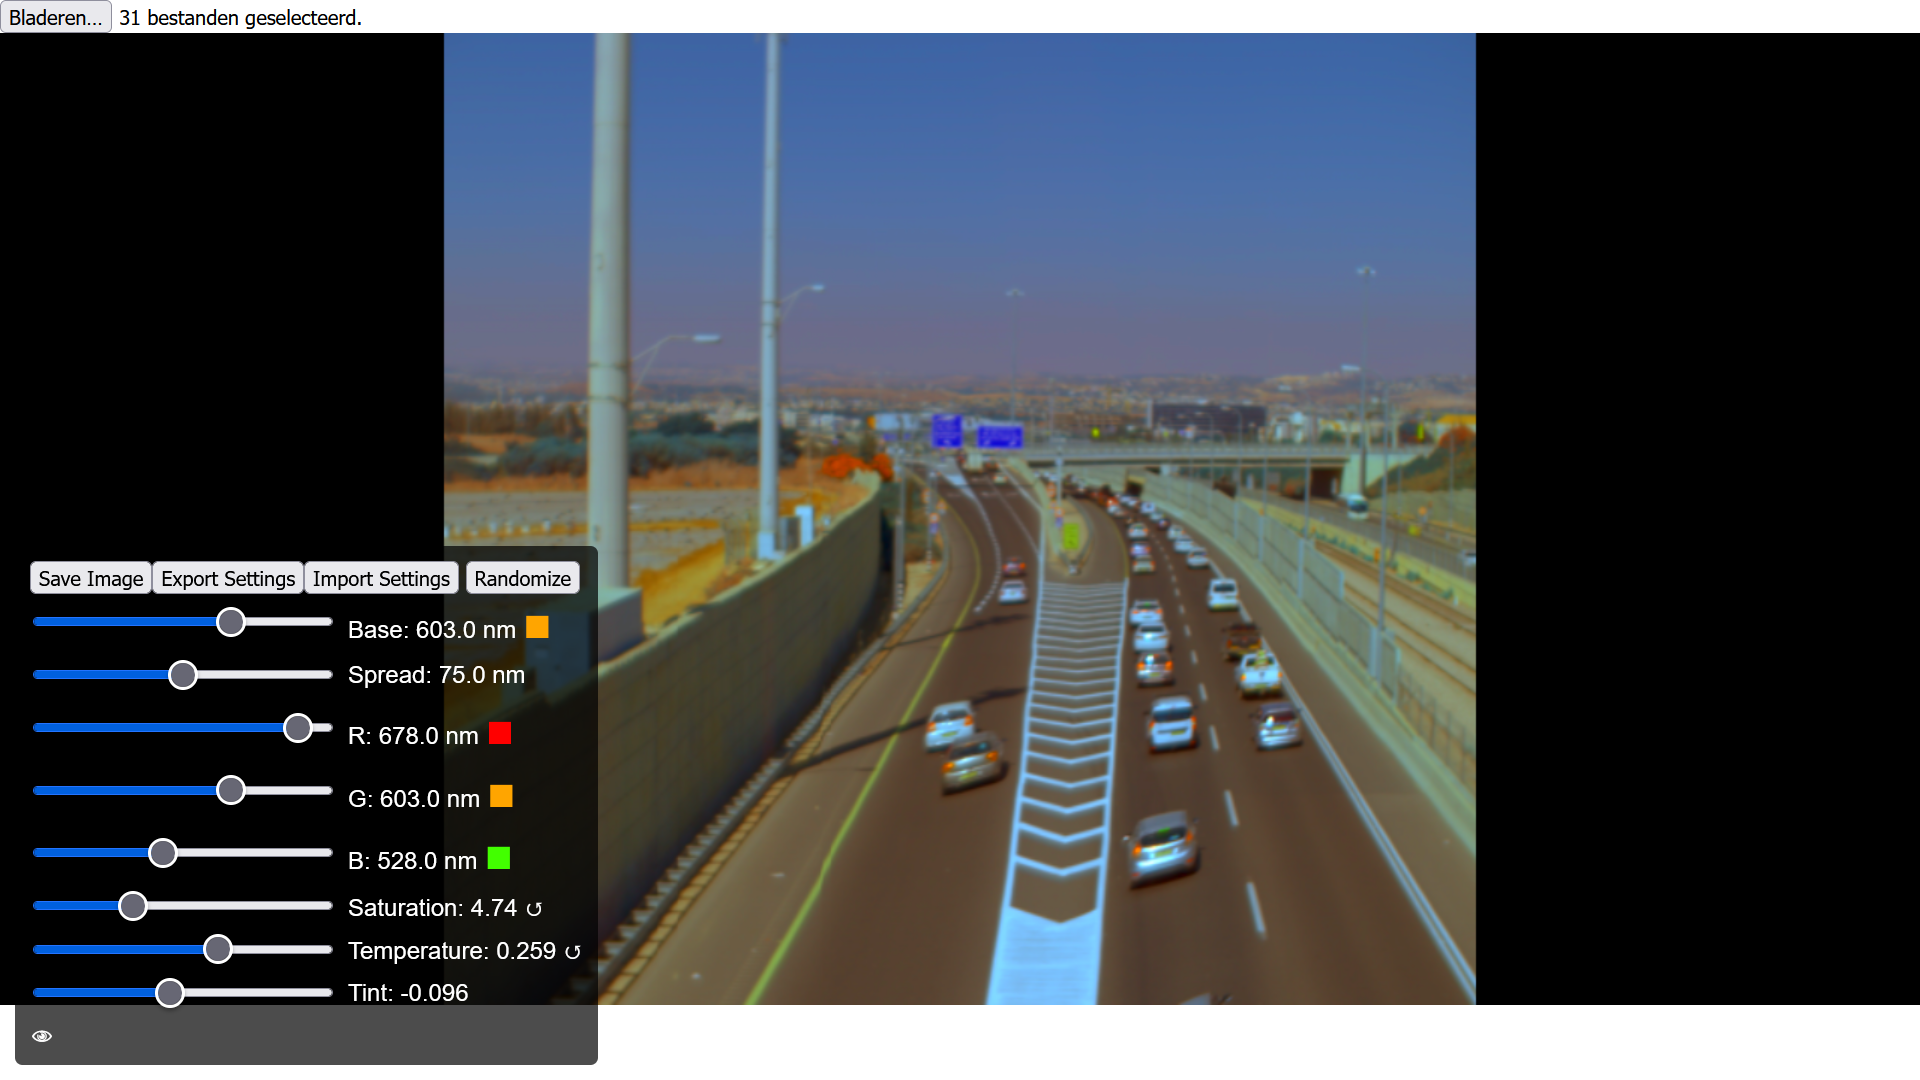 Bladeren... 31 bestanden geselecteerd.
Save Image Export Settings Import Settings Randomize
Base: 603.0 nm
Spread: 75.0 nm
R: 678.0 nm
G: 603.0 nm
B: 528.0 nm
Saturation: 4.74 ↺
Temperature: 0.259 ↺
Tint: -0.096